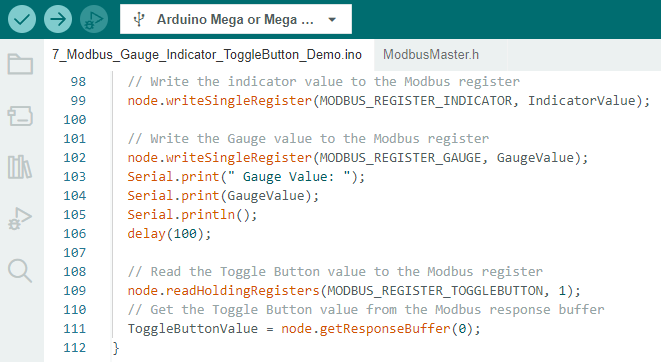 Arduino Mega or Mega ...
7_Modbus_Gauge_Indicator_ToggleButton_Demo.ino ModbusMaster.h
98 // Write the indicator value to the Modbus register
99 node.writeSingleRegister(MODBUS_REGISTER_INDICATOR, IndicatorValue);
100
101 // Write the Gauge value to the Modbus register
102 node.writeSingleRegister(MODBUS_REGISTER_GAUGE, GaugeValue);
103 Serial.print(" Gauge Value: ");
104 Serial.print(GaugeValue);
105 Serial.println();
106 delay(100);
107
108 // Read the Toggle Button value to the Modbus register
109 node.readHoldingRegisters(MODBUS_REGISTER_TOGGLEBUTTON, 1);
110 // Get the Toggle Button value from the Modbus response buffer
111 ToggleButtonValue = node.getResponseBuffer(0);
112 }